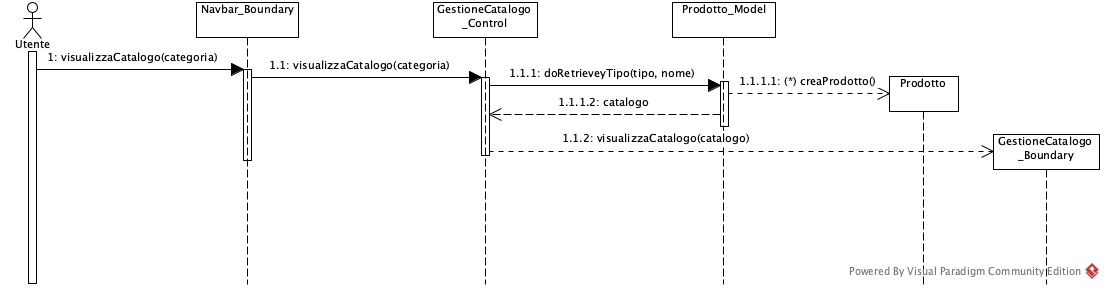 Navbar_Boundary
GestioneCatalogo
_Control
Prodotto_Model
Utente
1: visualizzaCatalogo(categoria)
1.1: visualizzaCatalogo(categoria)
1.1.1: doRetrieveyTipo(tipo, nome)
1.1.1.1: (*) creaProdotto()
Prodotto
1.1.1.2: catalogo
1.1.2: visualizzaCatalogo(catalogo)
GestioneCatalogo
_Boundary
Powered By Visual Paradigm Community Edition